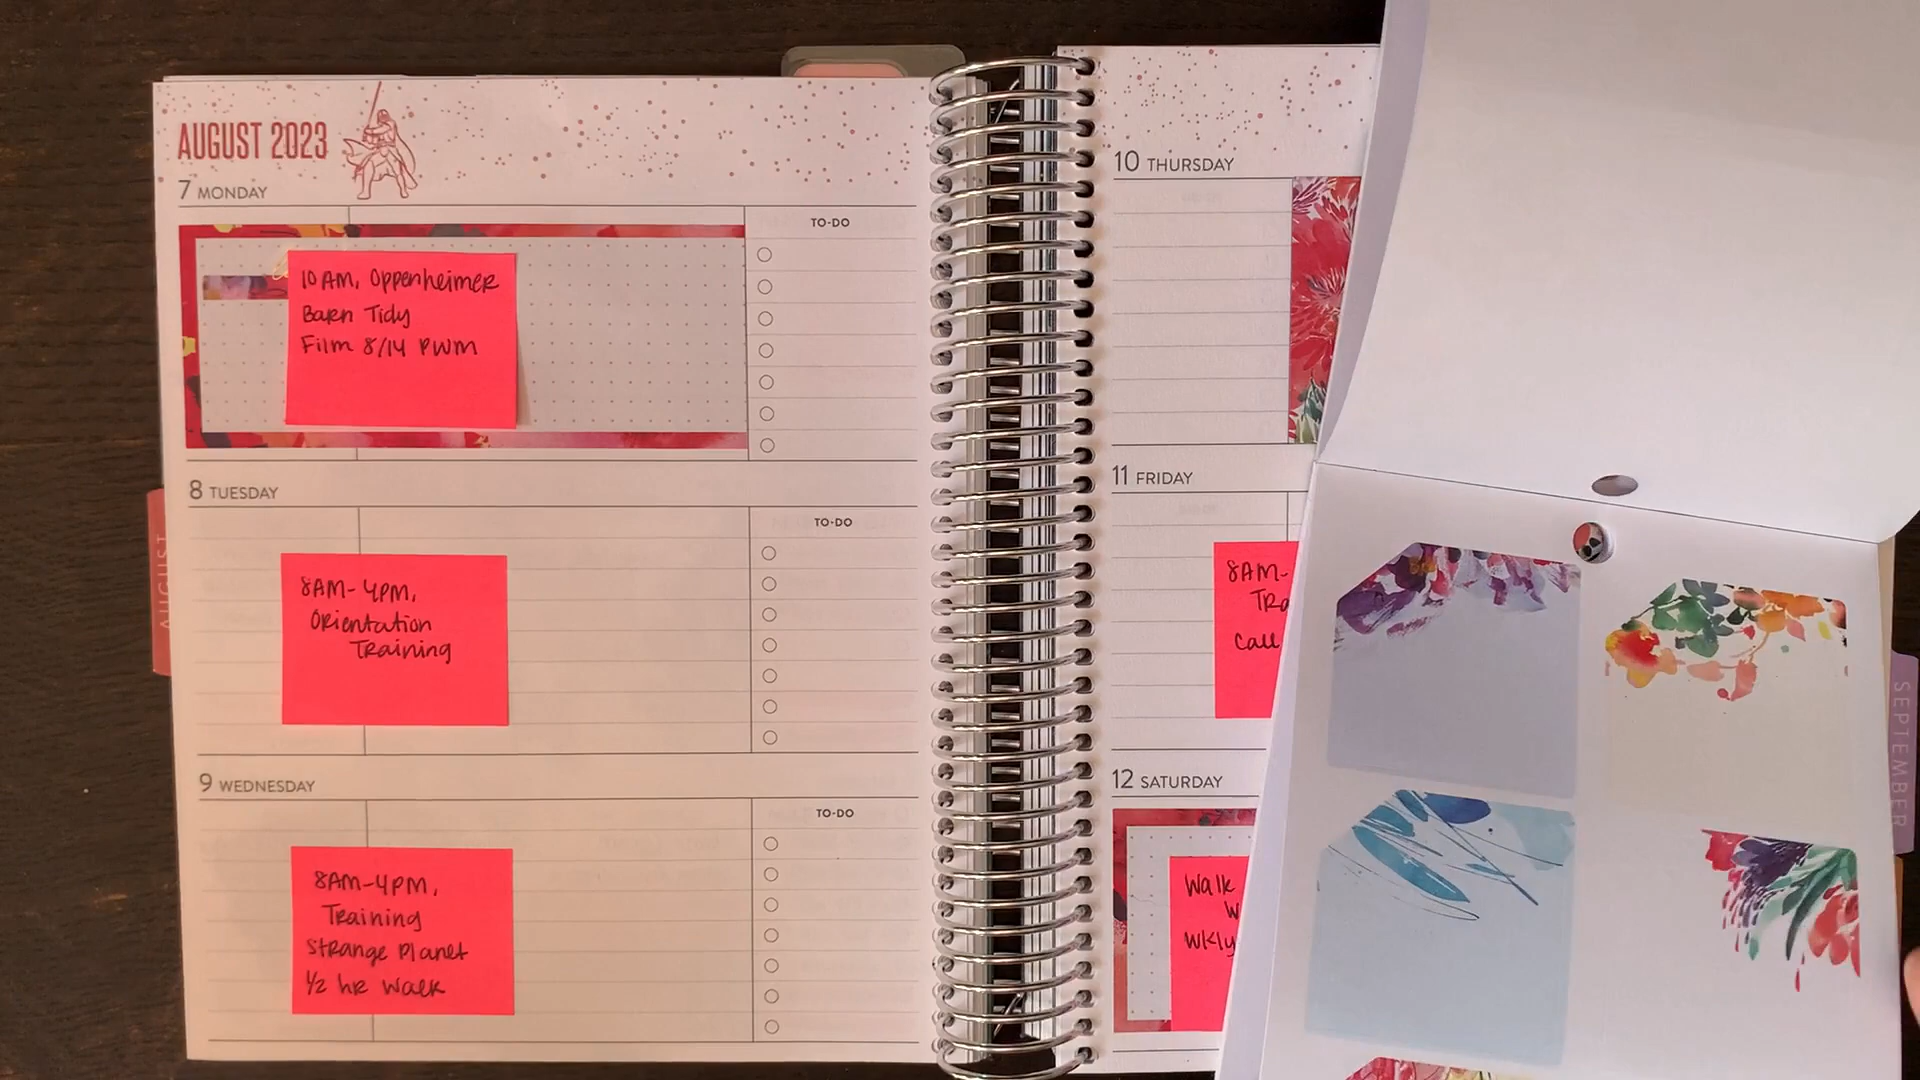 AUGUST 2023
7 MONDAY
TO-DO
10 AM, Oppenheimer
Barn Tidy
Film 8/14 PWM
8 TUESDAY
TO-DO
8AM-4PM,
Orientation
Training
9 WEDNESDAY
TO-DO
8AM-4PM,
Training
Strange Planet
1/2 hr walk
AUGUST
10 THURSDAY
11 FRIDAY
8AM-
Call
12 SATURDAY
Walk
SEPTEMBER